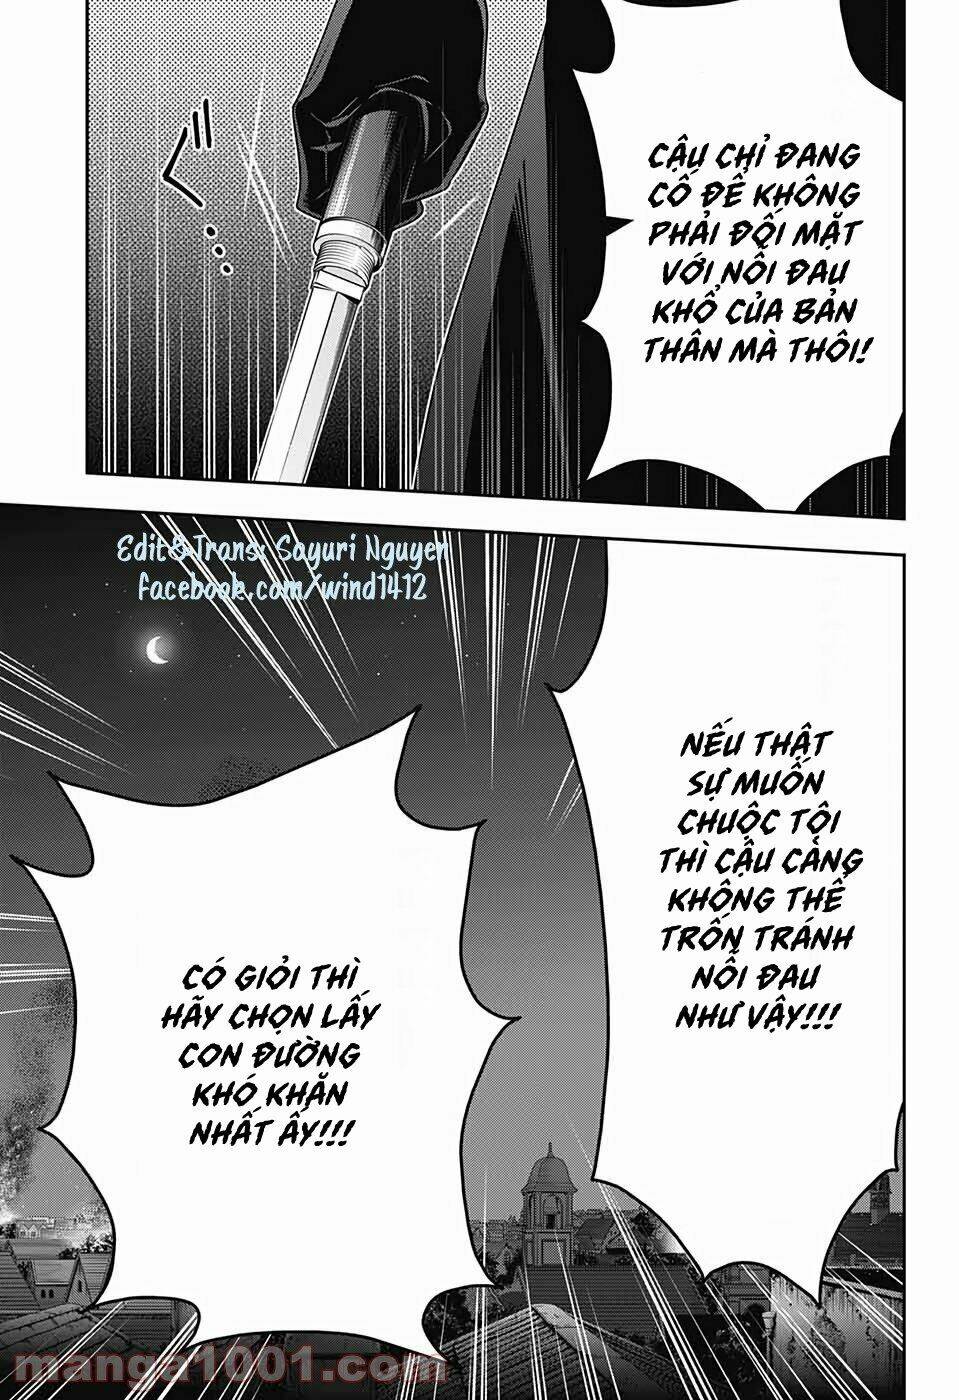 CẬU CHỈ ĐANG
CỐ ĐỂ KHÔNG
PHẢI ĐỐI MẶT
VỚI NỖI ĐAU
KHỔ CỦA BẢN
THÂN MÀ THÔI!
Edit&Trans: Sayuri Nguyen
facebook.com/wind1412
NẾU THẬT
SỰ MUỐN
CHUỘC TỘI
THÌ CẬU CÀNG
KHÔNG THỂ
TRỐN TRÁNH
NỖI ĐAU
NHƯ VẬY!!!
CÓ GIỎI THÌ
HÃY CHỌN LẤY
CON ĐƯỜNG
KHÓ KHĂN
NHẤT ẤY!!!
manga1001.com